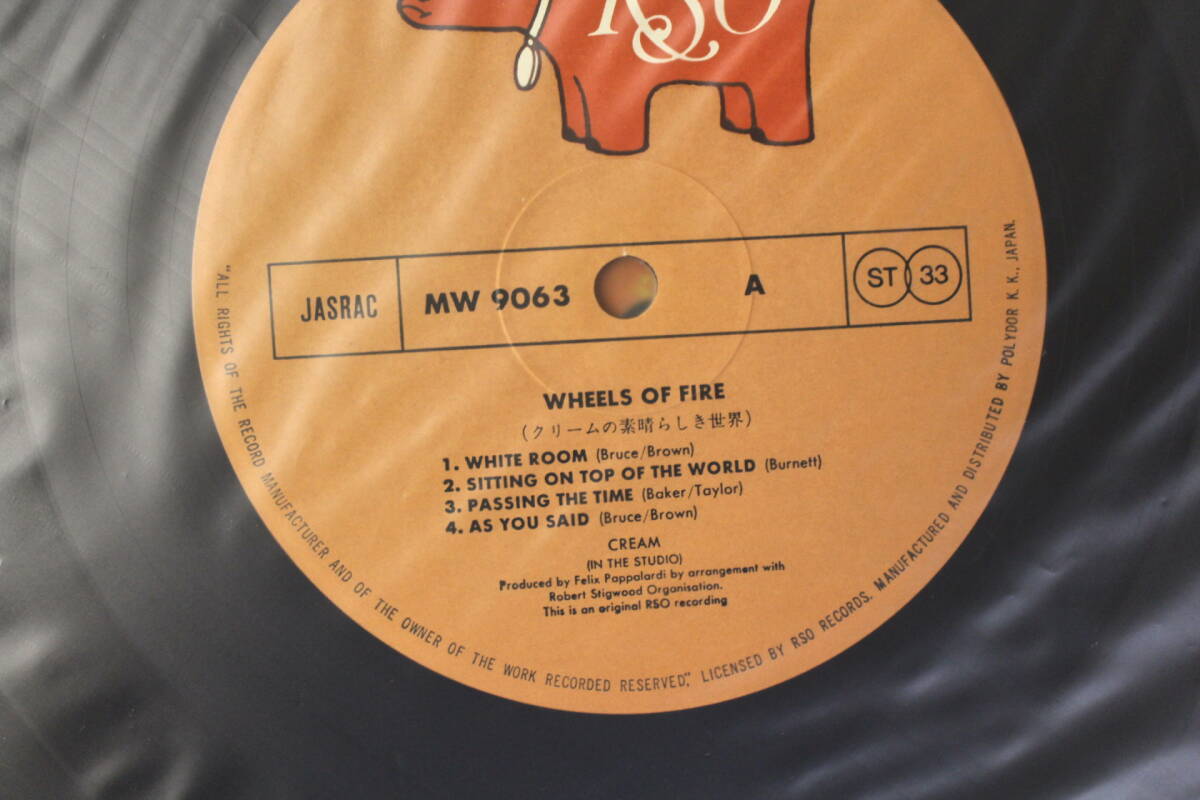 RSO
JASRAC MW 9063 A ST 33
WHEELS OF FIRE
(クリームの素晴らしき世界)
1. WHITE ROOM (Bruce/Brown)
2. SITTING ON TOP OF THE WORLD (Burnett)
3. PASSING THE TIME (Baker/Taylor)
4. AS YOU SAID (Bruce/Brown)
CREAM
(IN THE STUDIO)
Produced by Felix Pappalardi by arrangement with
Robert Stigwood Organisation.
This is an original RSO recording
"ALL RIGHTS OF THE RECORD MANUFACTURER AND OF THE OWNER OF THE WORK RECORDED RESERVED." LICENSED BY RSO RECORDS. MANUFACTURED AND DISTRIBUTED BY POLYDOR K. K., JAPAN.